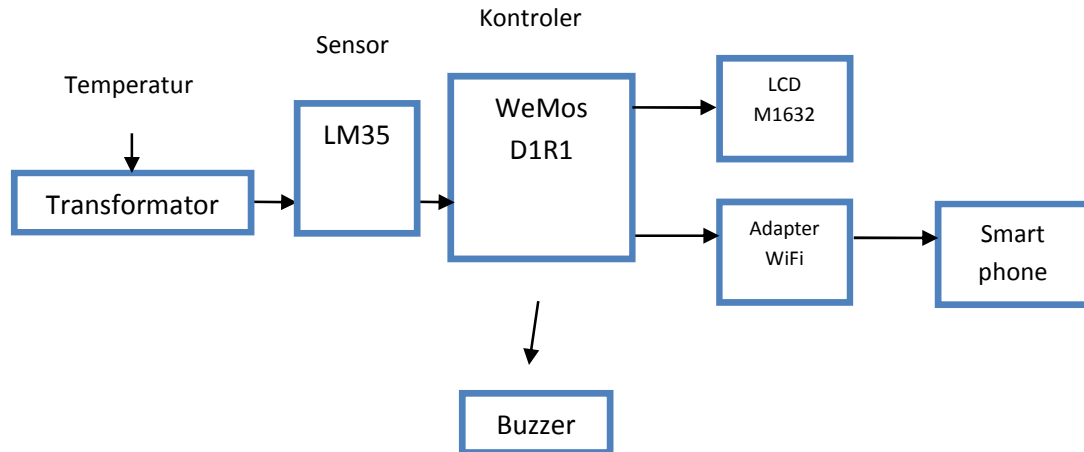 Kontroler
Sensor
Temperatur
Transformator
LM35
WeMos
D1R1
LCD
M1632
Adapter
WiFi
Smart
phone
Buzzer